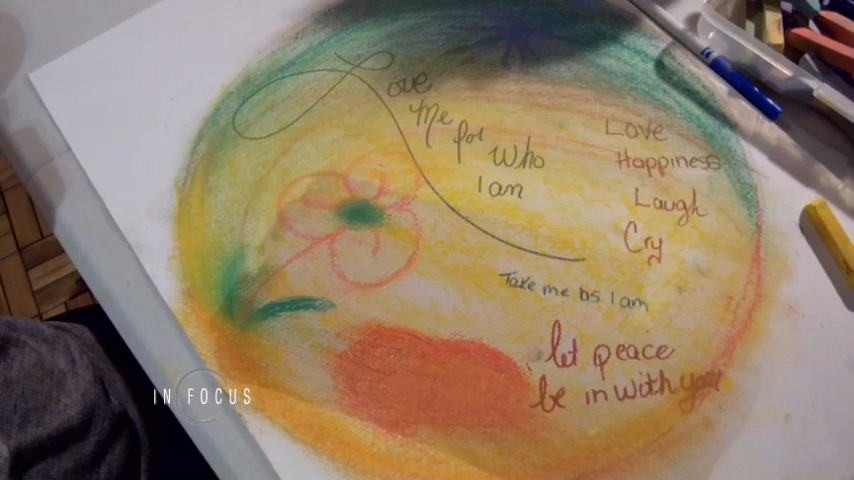 Love
Me for
Who
I am
Love
Happiness
Laugh
Cry
Take me as I am
let peace
be in with you
IN FOCUS